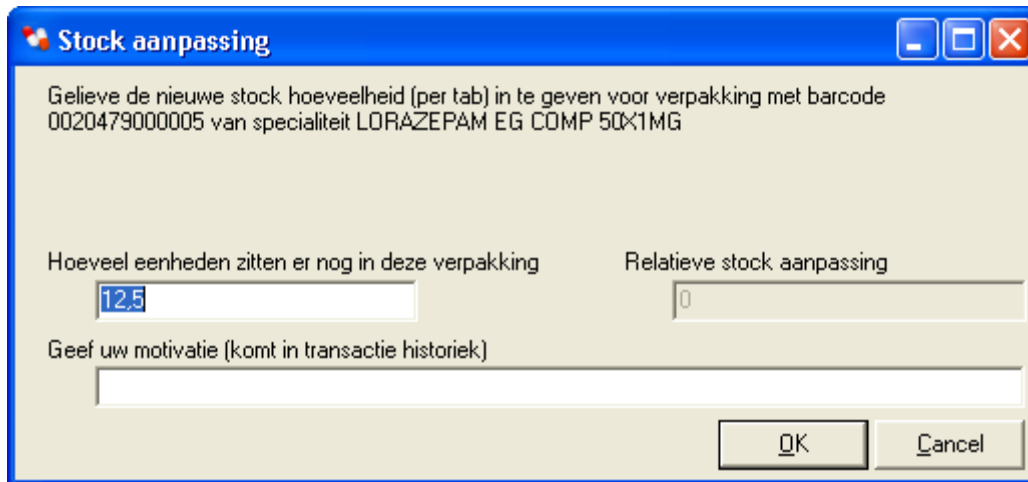 Stock aanpassing
Gelieve de nieuwe stock hoeveelheid (per tab) in te geven voor verpakking met barcode
0020479000005 van specialiteit LORAZEPAM EG COMP 50X1MG
Hoeveel eenheden zitten er nog in deze verpakking
Relatieve stock aanpassing
12,5
0
Geef uw motivatie (komt in transactie historiek)
OK
Cancel